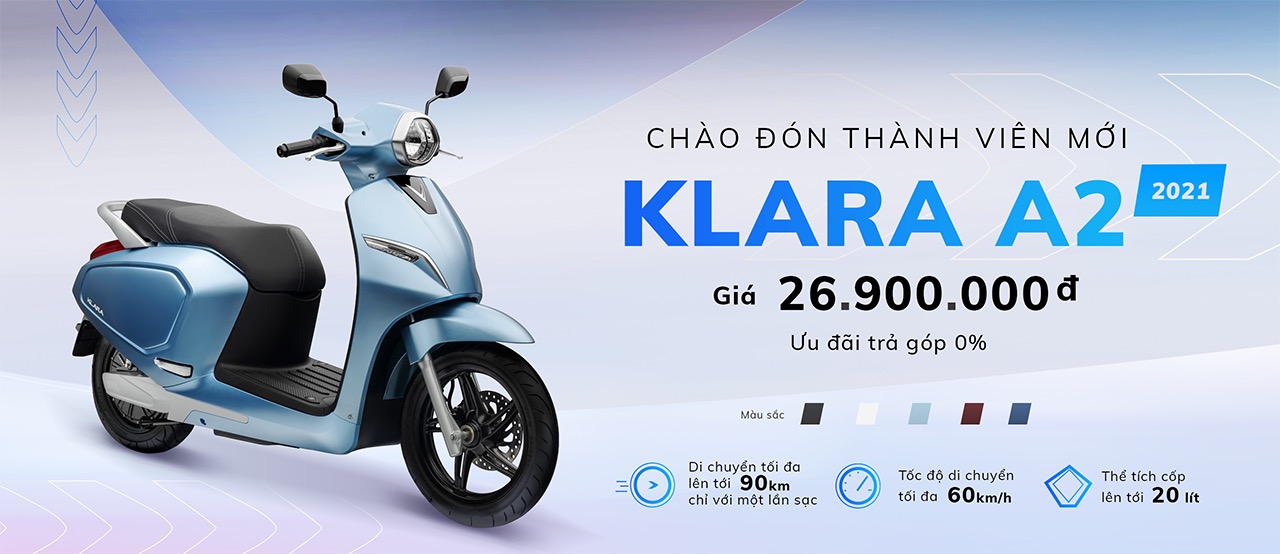 CHÀO ĐÓN THÀNH VIÊN MỚI
KLARA A2 2021
Giá 26.900.000đ
Ưu đãi trả góp 0%
Màu sắc
Di chuyển tối đa
lên tới 90km
chỉ với một lần sạc
Tốc độ di chuyển
tối đa 60km/h
Thể tích cốp
lên tới 20 lít
KLARA